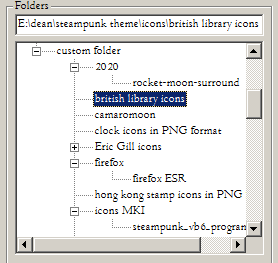 Folders
E:\dean\steampunk theme\icons\british library icons
custom folder
2020
rocket-moon-surround
british library icons
camaromoon
clock icons in PNG format
Eric Gill icons
firefox
firefox ESR
hong kong stamp icons in PNG
icons MKI
steampunk_vb6_progran